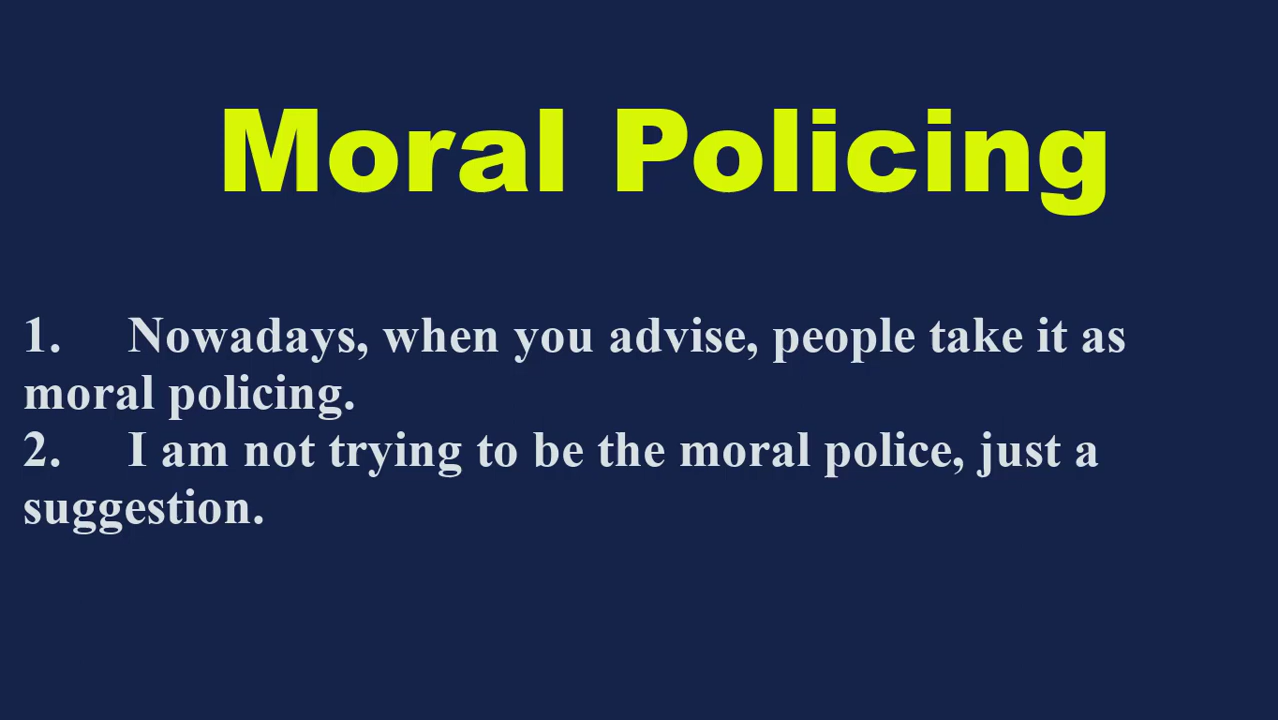 Moral Policing
1. Nowadays, when you advise, people take it as
moral policing.
2. I am not trying to be the moral police, just a
suggestion.